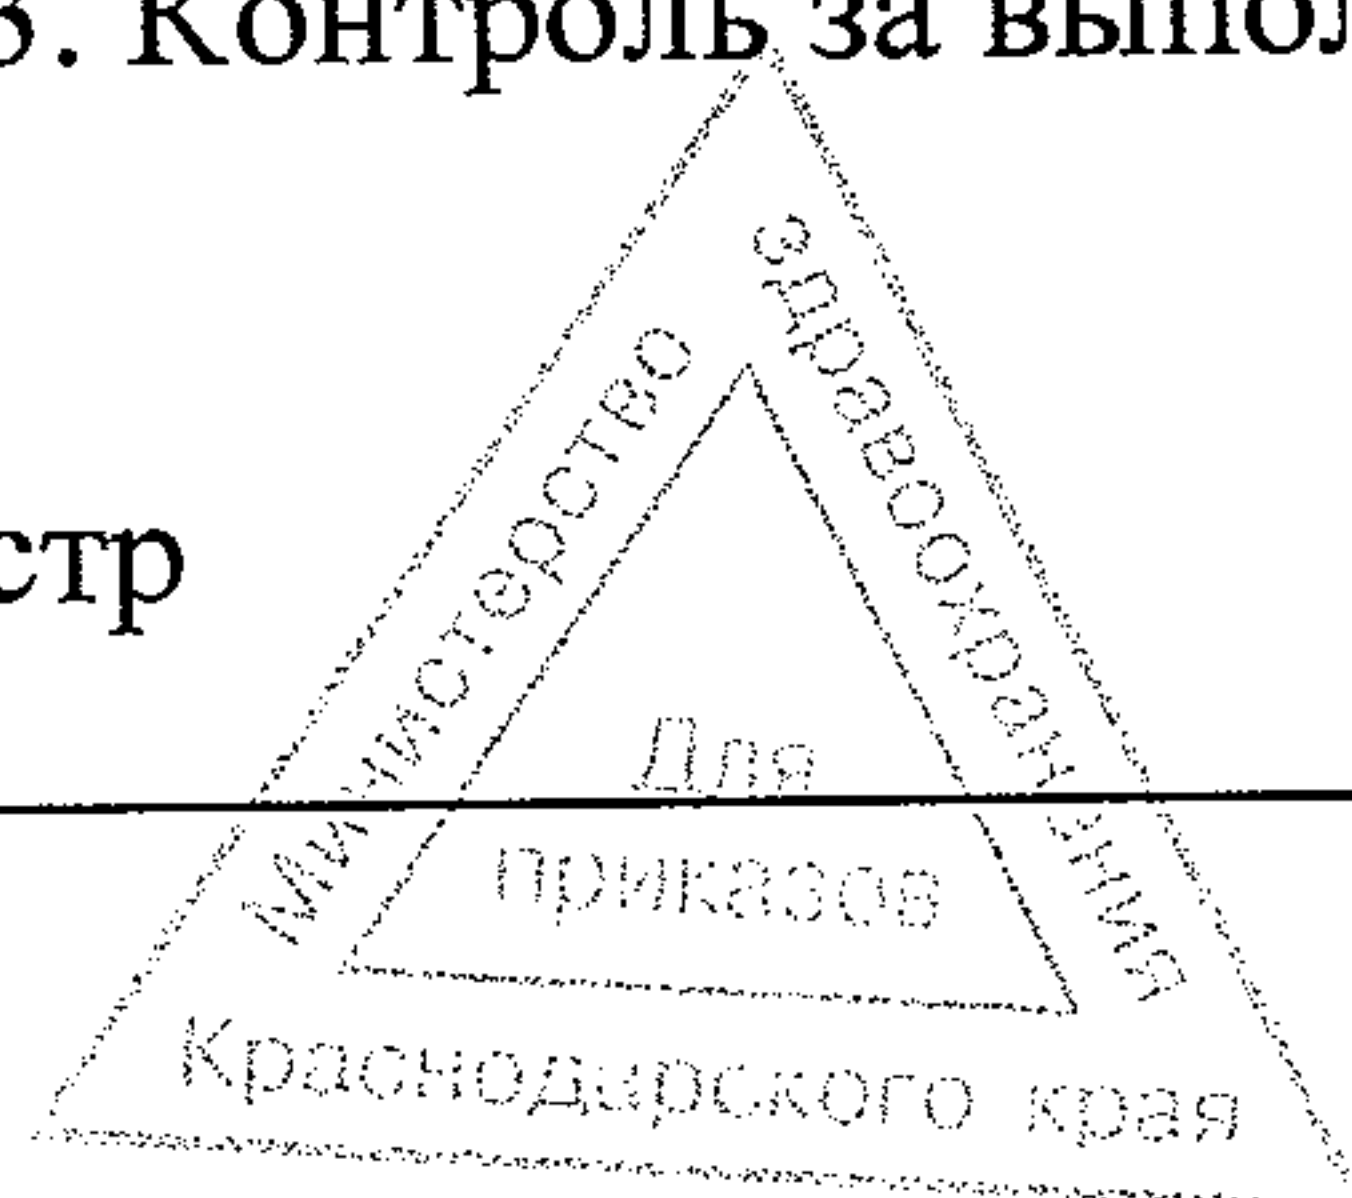 3. Контроль за выпол
стр
Министерство
здравоохранения
Для
приказов
Краснодарского края